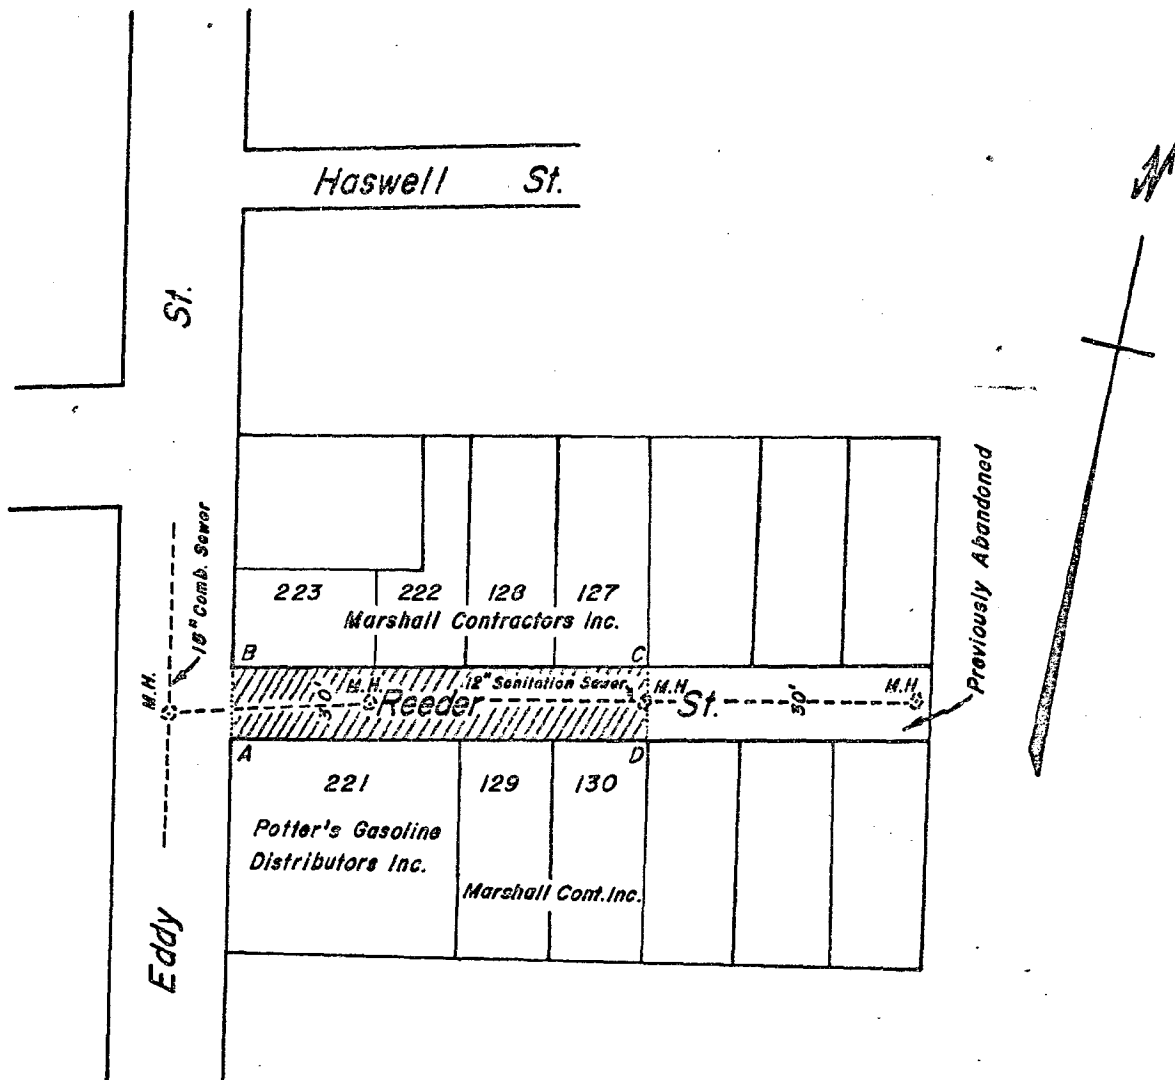 Haswell St.
N
St.
18" Comb. Sewer
Previously Abandoned
223 222 128 127
Marshall Contractors Inc.
B C
M.H. 30' M.H. Reeder 12" Sanitation Sewer M.H. St. 30' M.H.
A D
221 129 130
Potter's Gasoline
Distributors Inc.
Marshall Cont. Inc.
Eddy